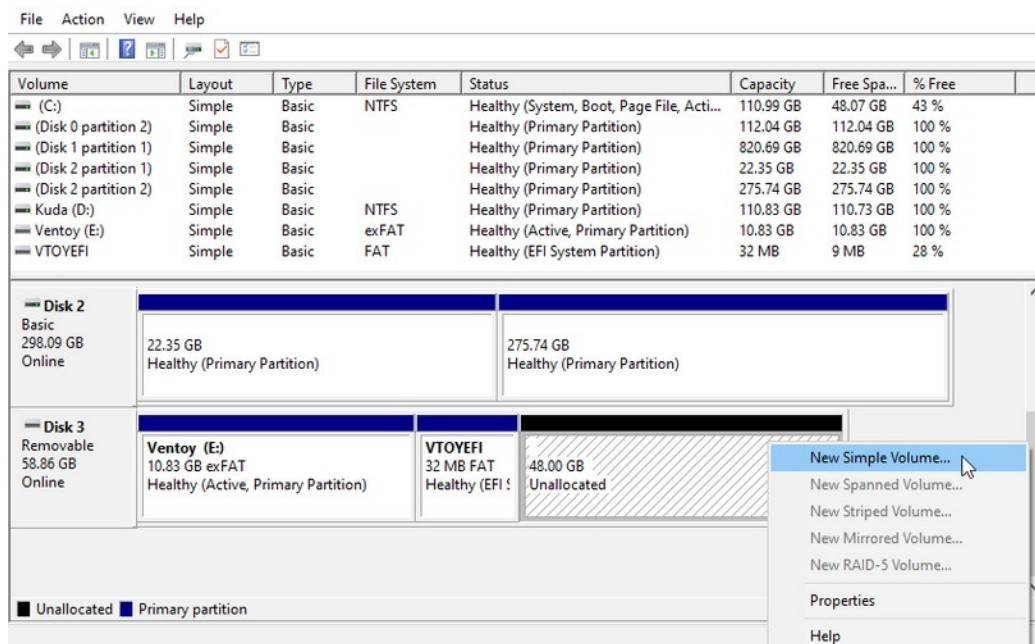 File Action View Help
Volume Layout Type File System Status Capacity Free Spa... % Free
(C:) Simple Basic NTFS Healthy (System, Boot, Page File, Acti... 110.99 GB 48.07 GB 43 %
(Disk 0 partition 2) Simple Basic Healthy (Primary Partition) 112.04 GB 112.04 GB 100 %
(Disk 1 partition 1) Simple Basic Healthy (Primary Partition) 820.69 GB 820.69 GB 100 %
(Disk 2 partition 1) Simple Basic Healthy (Primary Partition) 22.35 GB 22.35 GB 100 %
(Disk 2 partition 2) Simple Basic Healthy (Primary Partition) 275.74 GB 275.74 GB 100 %
Kuda (D:) Simple Basic NTFS Healthy (Primary Partition) 110.83 GB 110.73 GB 100 %
Ventoy (E:) Simple Basic exFAT Healthy (Active, Primary Partition) 10.83 GB 10.83 GB 100 %
VTOYEFI Simple Basic FAT Healthy (EFI System Partition) 32 MB 9 MB 28 %
Disk 2
Basic
298.09 GB
Online
22.35 GB
Healthy (Primary Partition)
275.74 GB
Healthy (Primary Partition)
Disk 3
Removable
58.86 GB
Online
Ventoy (E:)
10.83 GB exFAT
Healthy (Active, Primary Partition)
VTOYEFI
32 MB FAT
Healthy (EFI S
48.00 GB
Unallocated
New Simple Volume...
New Spanned Volume...
New Striped Volume...
New Mirrored Volume...
New RAID-5 Volume...
Properties
Help
Unallocated Primary partition